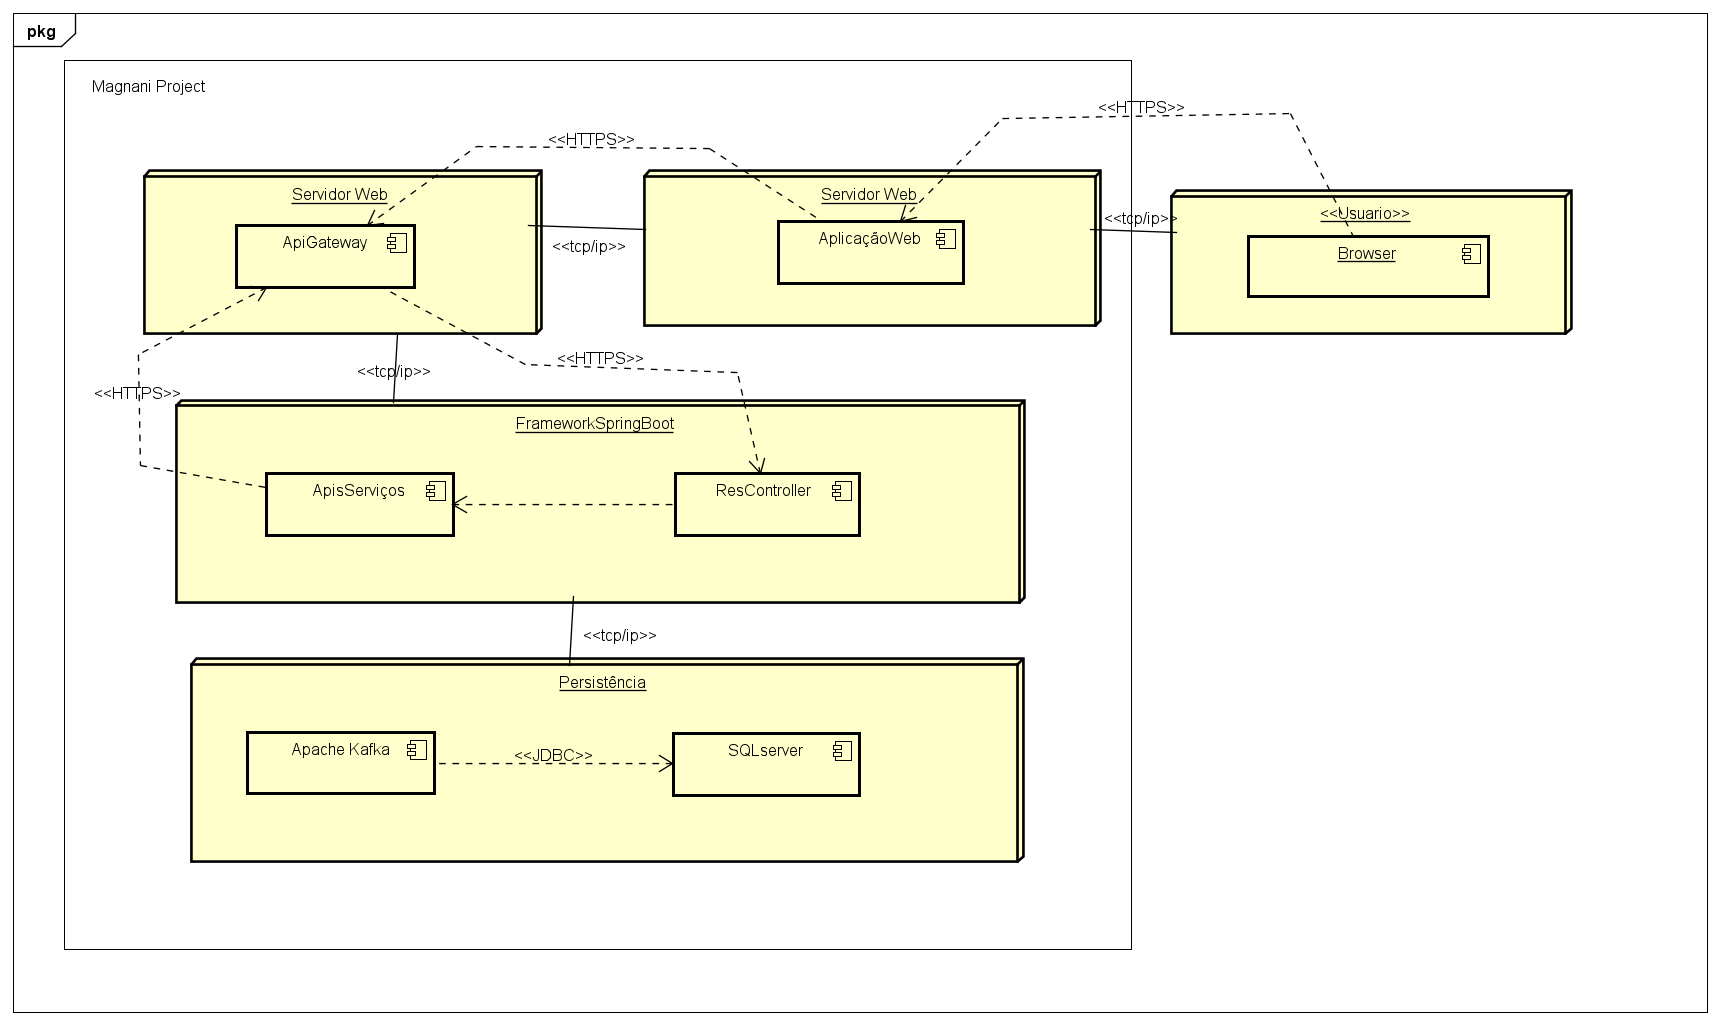 pkg
Magnani Project
<<HTTPS>>
<<HTTPS>>
Servidor Web
ApiGateway
<<tcp/ip>>
Servidor Web
AplicaçãoWeb
<<tcp/ip>>
<<Usuario>>
Browser
<<HTTPS>>
<<tcp/ip>>
<<HTTPS>>
FrameworkSpringBoot
ApisServiços
ResController
<<tcp/ip>>
Persistência
Apache Kafka
<<JDBC>>
SQLserver